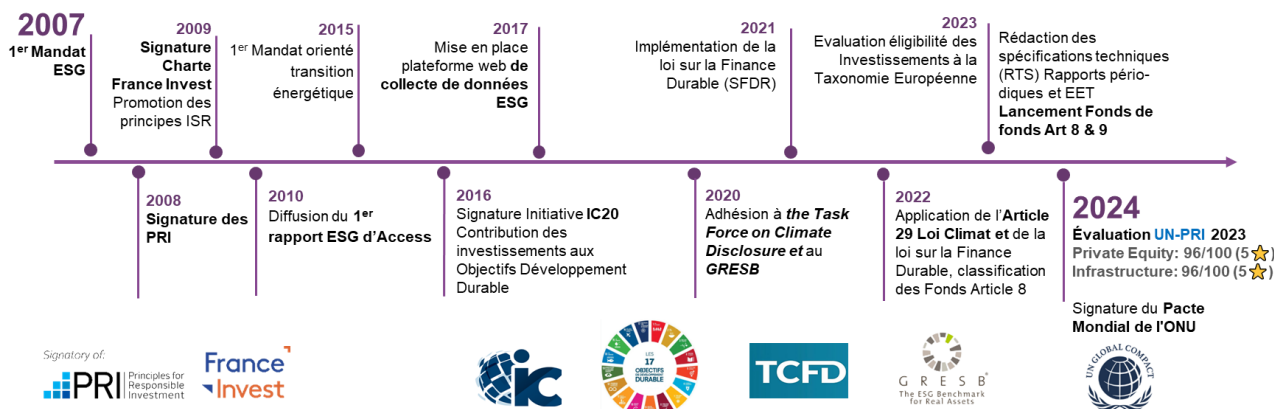 2007
1er Mandat
ESG
2009
Signature
Charte
France Invest
Promotion des
principes ISR
2015
1er Mandat orienté
transition
énergétique
2017
Mise en place
plateforme web de
collecte de données
ESG
2021
Implémentation de la
loi sur la Finance
Durable (SFDR)
2023
Evaluation éligibilité des
Investissements à la
Taxonomie Européenne
Rédaction des
spécifications techniques
(RTS) Rapports pério-
diques et EET
Lancement Fonds de
fonds Art 8 & 9
2008
Signature des
PRI
2010
Diffusion du 1er
rapport ESG d'Access
2016
Signature Initiative IC20
Contribution des
investissements aux
Objectifs Développement
Durable
2020
Adhésion à the Task
Force on Climate
Disclosure et au
GRESB
2022
Application de l'Article
29 Loi Climat et de la
loi sur la Finance
Durable, classification
des Fonds Article 8
2024
Évaluation UN-PRI 2023
Private Equity: 96/100 (5⭐)
Infrastructure: 96/100 (5⭐)
Signature du Pacte
Mondial de l'ONU
Signatory of:
PRI
Principles for
Responsible
Investment
France
Invest
ic
LES
17
OBJECTIFS
DURABLE
TCFD
GRESB
The ESG Benchmark
for Real Assets
UN GLOBAL COMPACT